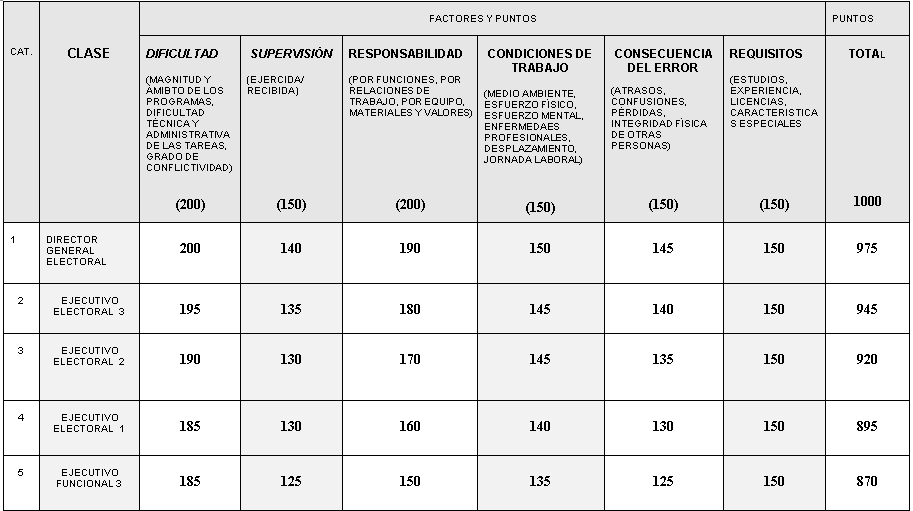 FACTORES Y PUNTOS
PUNTOS
CAT.
CLASE
DIFICULTAD
(MAGNITUD Y
ÁMBITO DE LOS
PROGRAMAS,
DIFICULTAD
TÉCNICA Y
ADMINISTRATIVA
DE LAS TAREAS,
GRADO DE
CONFLICTIVIDAD)
(200)
SUPERVISIÓN
(EJERCIDA/
RECIBIDA)
(150)
RESPONSABILIDAD
(POR FUNCIONES, POR
RELACIONES DE
TRABAJO, POR EQUIPO,
MATERIALES Y VALORES)
(200)
CONDICIONES DE
TRABAJO
(MEDIO AMBIENTE,
ESFUERZO FÍSICO,
ESFUERZO MENTAL,
ENFERMEDAES
PROFESIONALES,
DESPLAZAMIENTO,
JORNADA LABORAL)
(150)
CONSECUENCIA
DEL ERROR
(ATRASOS,
CONFUSIONES,
PÉRDIDAS,
INTEGRIDAD FÍSICA
DE OTRAS
PERSONAS)
(150)
REQUISITOS
(ESTUDIOS,
EXPERIENCIA,
LICENCIAS,
CARACTERISTICA
S ESPECIALES
(150)
TOTAL
1000
1 DIRECTOR
GENERAL
ELECTORAL
200 140 190 150 145 150 975
2 EJECUTIVO
ELECTORAL 3
195 135 180 145 140 150 945
3 EJECUTIVO
ELECTORAL 2
190 130 170 145 135 150 920
4 EJECUTIVO
ELECTORAL 1
185 130 160 140 130 150 895
5 EJECUTIVO
FUNCIONAL 3
185 125 150 135 125 150 870